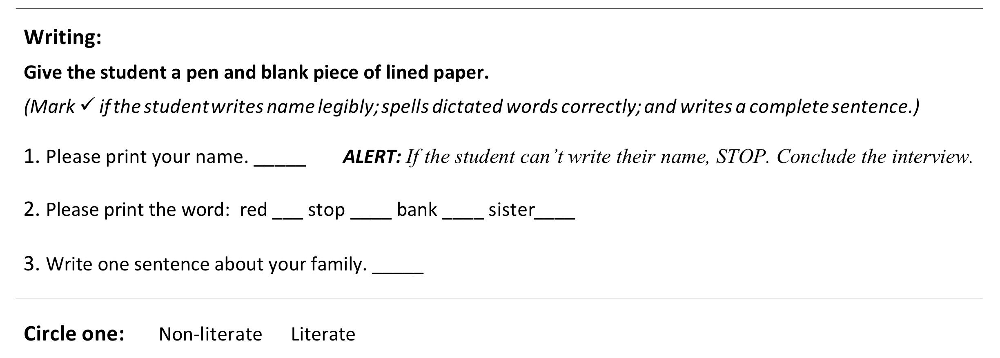 Writing:
Give the student a pen and blank piece of lined paper.
(Mark ✓ if the student writes name legibly; spells dictated words correctly; and writes a complete sentence.)
1. Please print your name. _____ ALERT: If the student can’t write their name, STOP. Conclude the interview.
2. Please print the word: red ___ stop ____ bank ____ sister____
3. Write one sentence about your family. _____
Circle one: Non-literate Literate